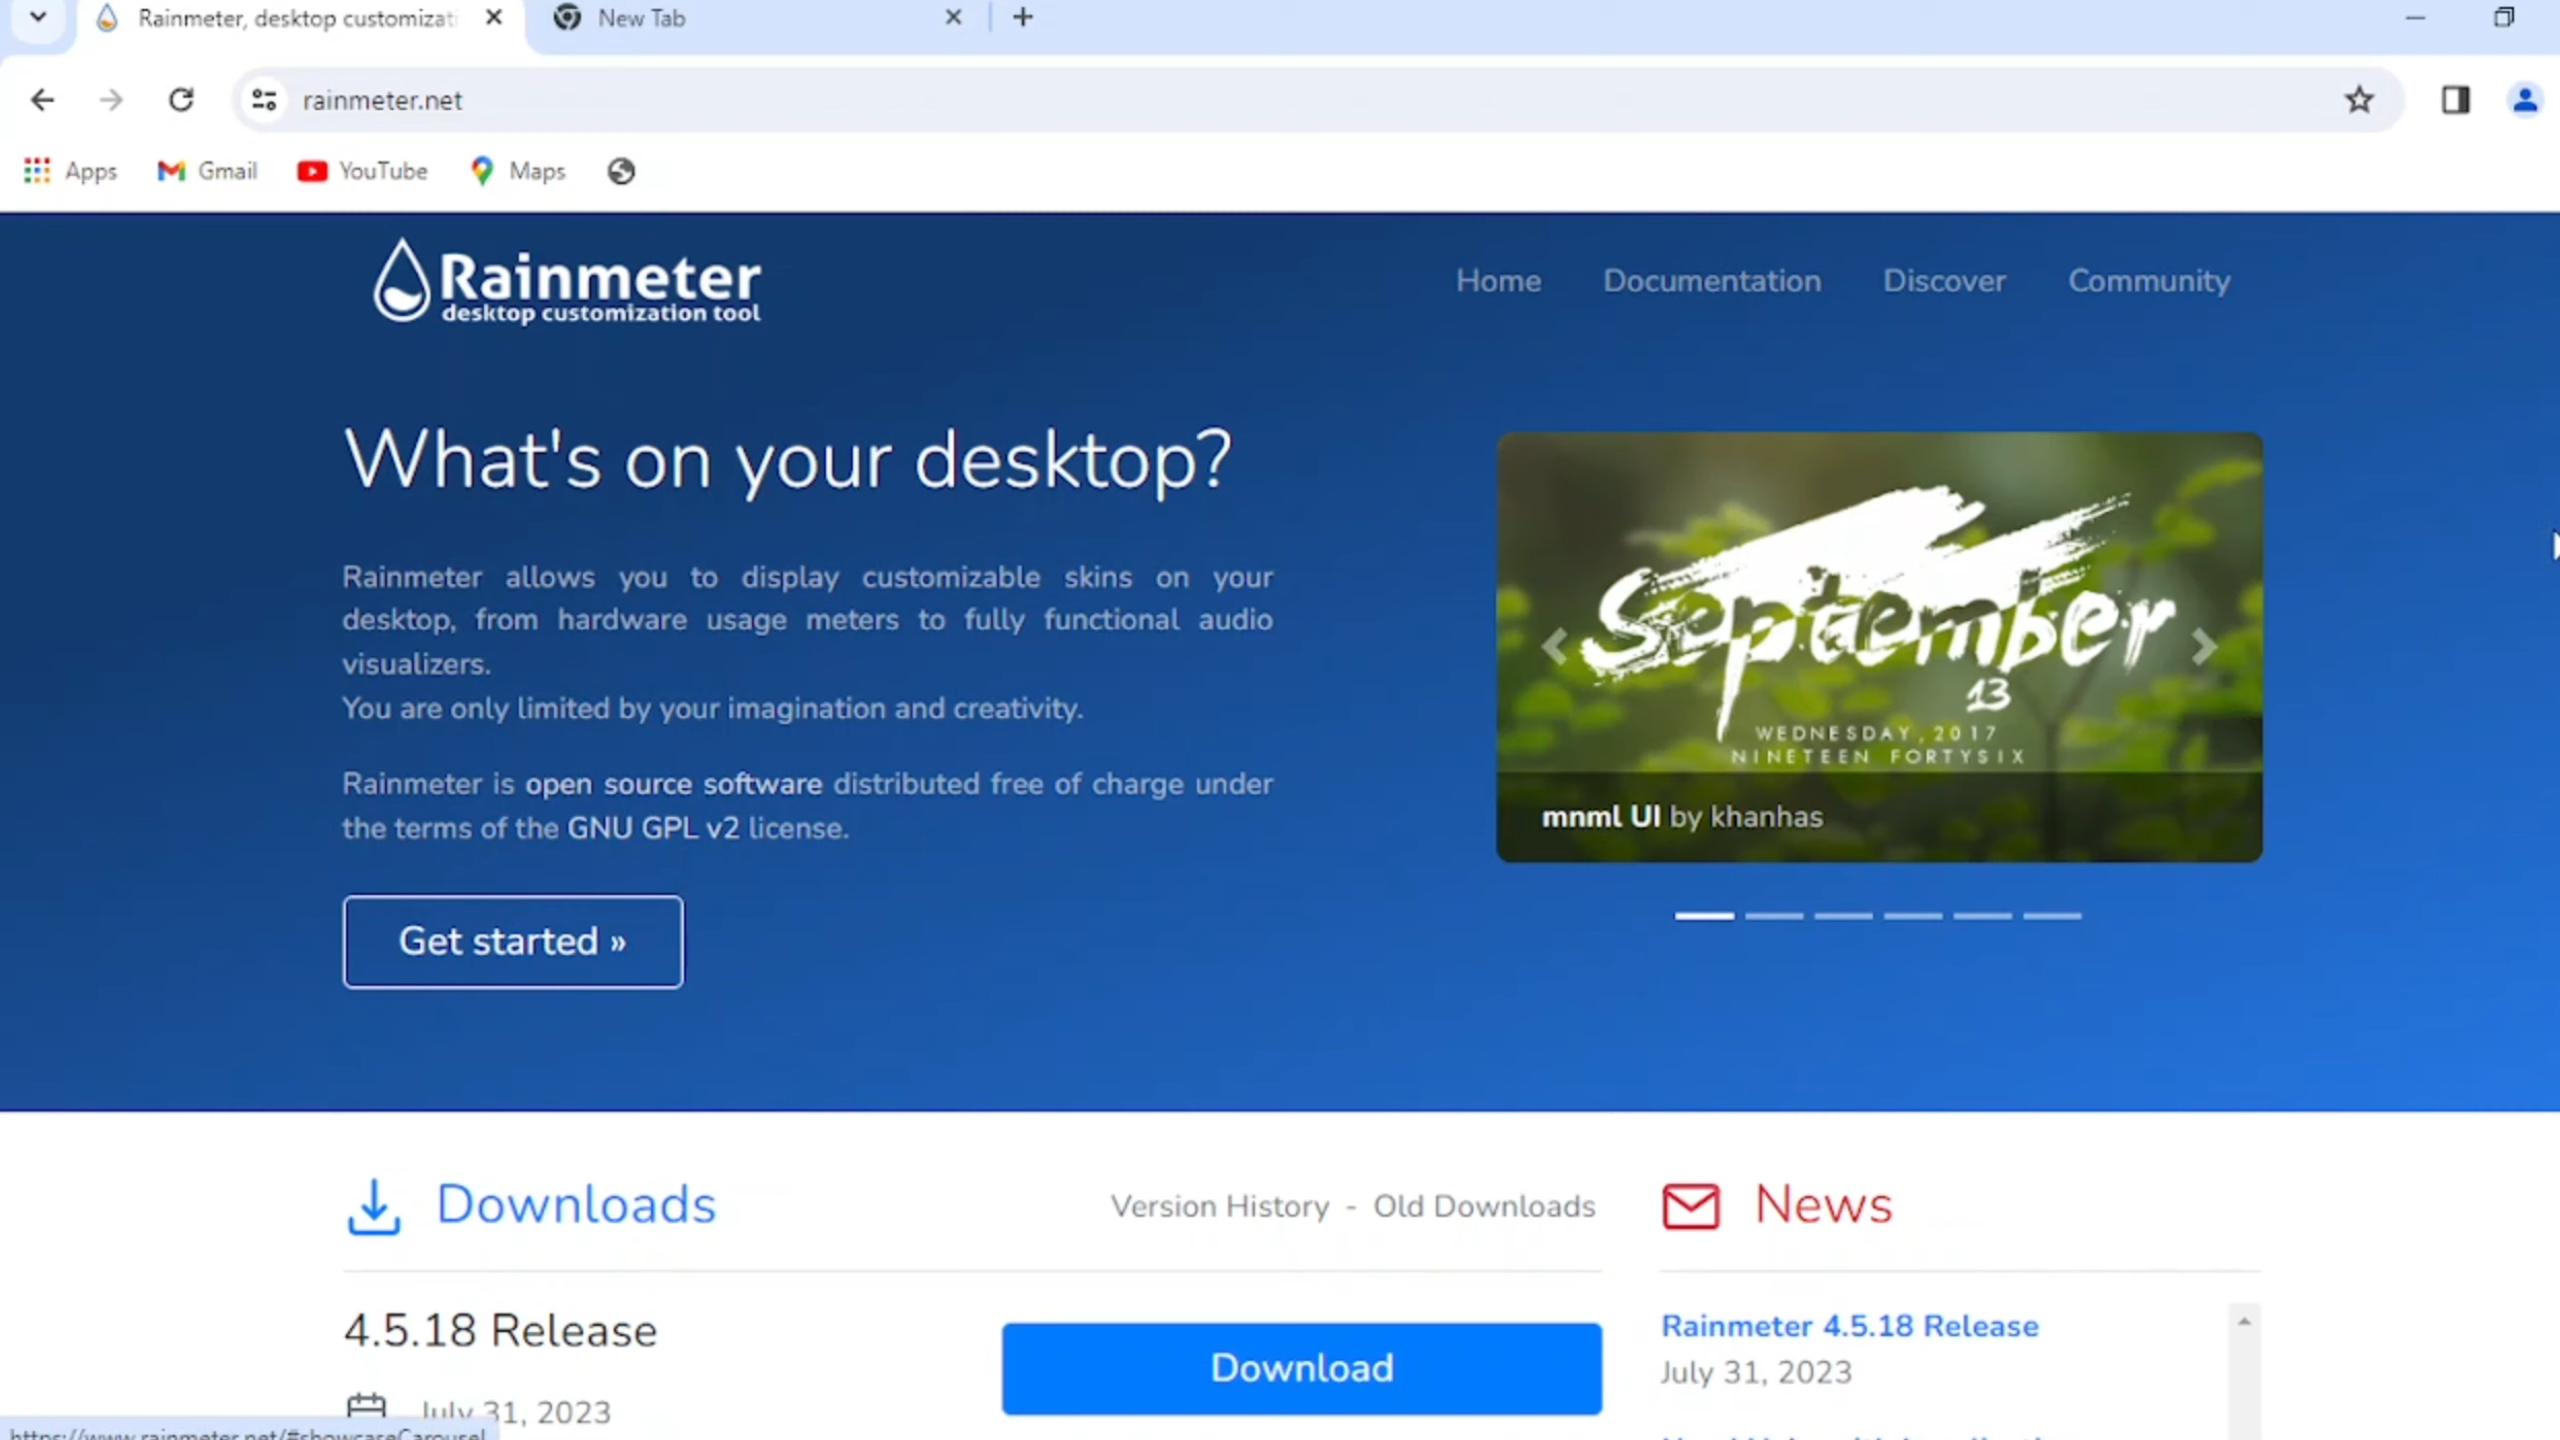 Rainmeter, desktop customizati
New Tab
rainmeter.net
Apps
Gmail
YouTube
Maps
Rainmeter
desktop customization tool
Home
Documentation
Discover
Community
What's on your desktop?
Rainmeter allows you to display customizable skins on your
desktop, from hardware usage meters to fully functional audio
visualizers.
You are only limited by your imagination and creativity.
Rainmeter is open source software distributed free of charge under
the terms of the GNU GPL v2 license.
Get started »
September
13
WEDNESDAY, 2017
NINETEEN FORTYSIX
mnml UI by khanhas
Downloads
Version History - Old Downloads
4.5.18 Release
July 31, 2023
Download
News
Rainmeter 4.5.18 Release
July 31, 2023
https://www.rainmeter.net/#showcaseCarousel